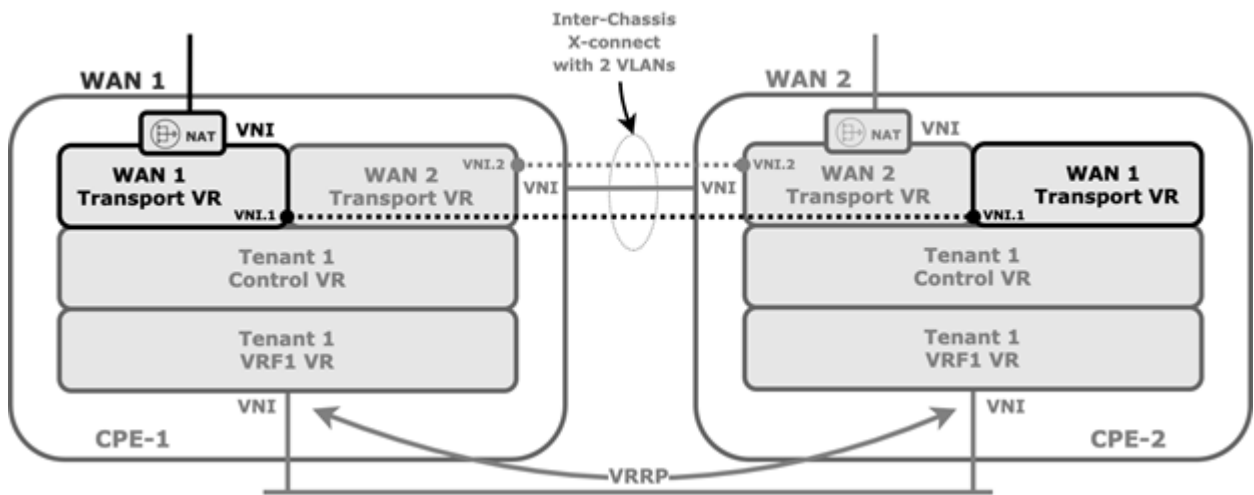 Inter-Chassis
X-connect
with 2 VLANs
WAN 1
WAN 2
NAT
VNI
NAT
VNI
WAN 1
Transport VR
VNI.1
WAN 2
Transport VR
VNI.2
VNI
VNI
VNI.2
WAN 2
Transport VR
WAN 1
Transport VR
VNI.1
Tenant 1
Control VR
Tenant 1
Control VR
Tenant 1
VRF1 VR
Tenant 1
VRF1 VR
VNI
VNI
CPE-1
CPE-2
VRRP